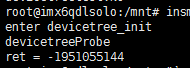 root@imx6qdlsolo:/mnt# insm
enter devicetree_init
devicetreeProbe
ret = -1951055144